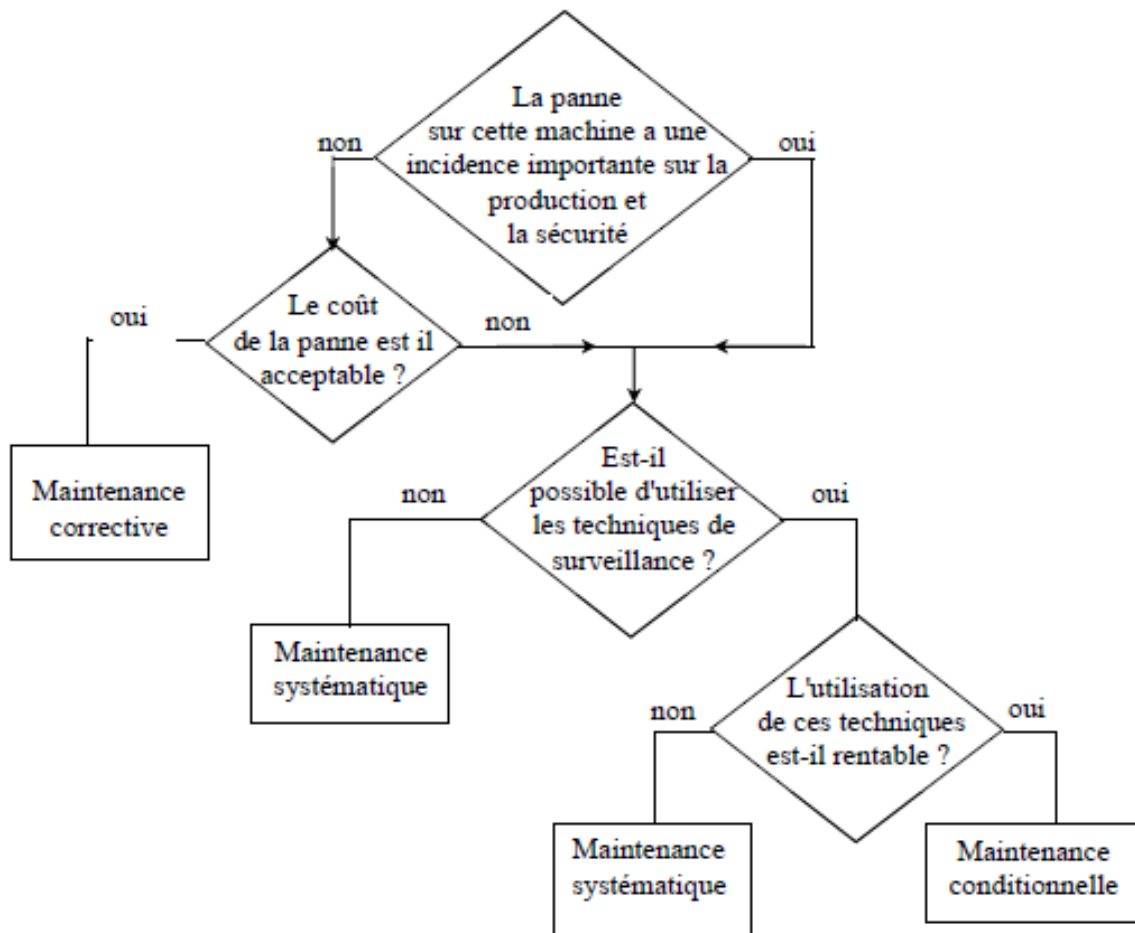 La panne
sur cette machine a une
incidence importante sur la
production et
la sécurité
non
oui
Le coût
de la panne est il
acceptable ?
oui
non
Maintenance
corrective
Est-il
possible d'utiliser
les techniques de
surveillance ?
non
oui
Maintenance
systématique
L'utilisation
de ces techniques
est-il rentable ?
non
oui
Maintenance
systématique
Maintenance
conditionnelle